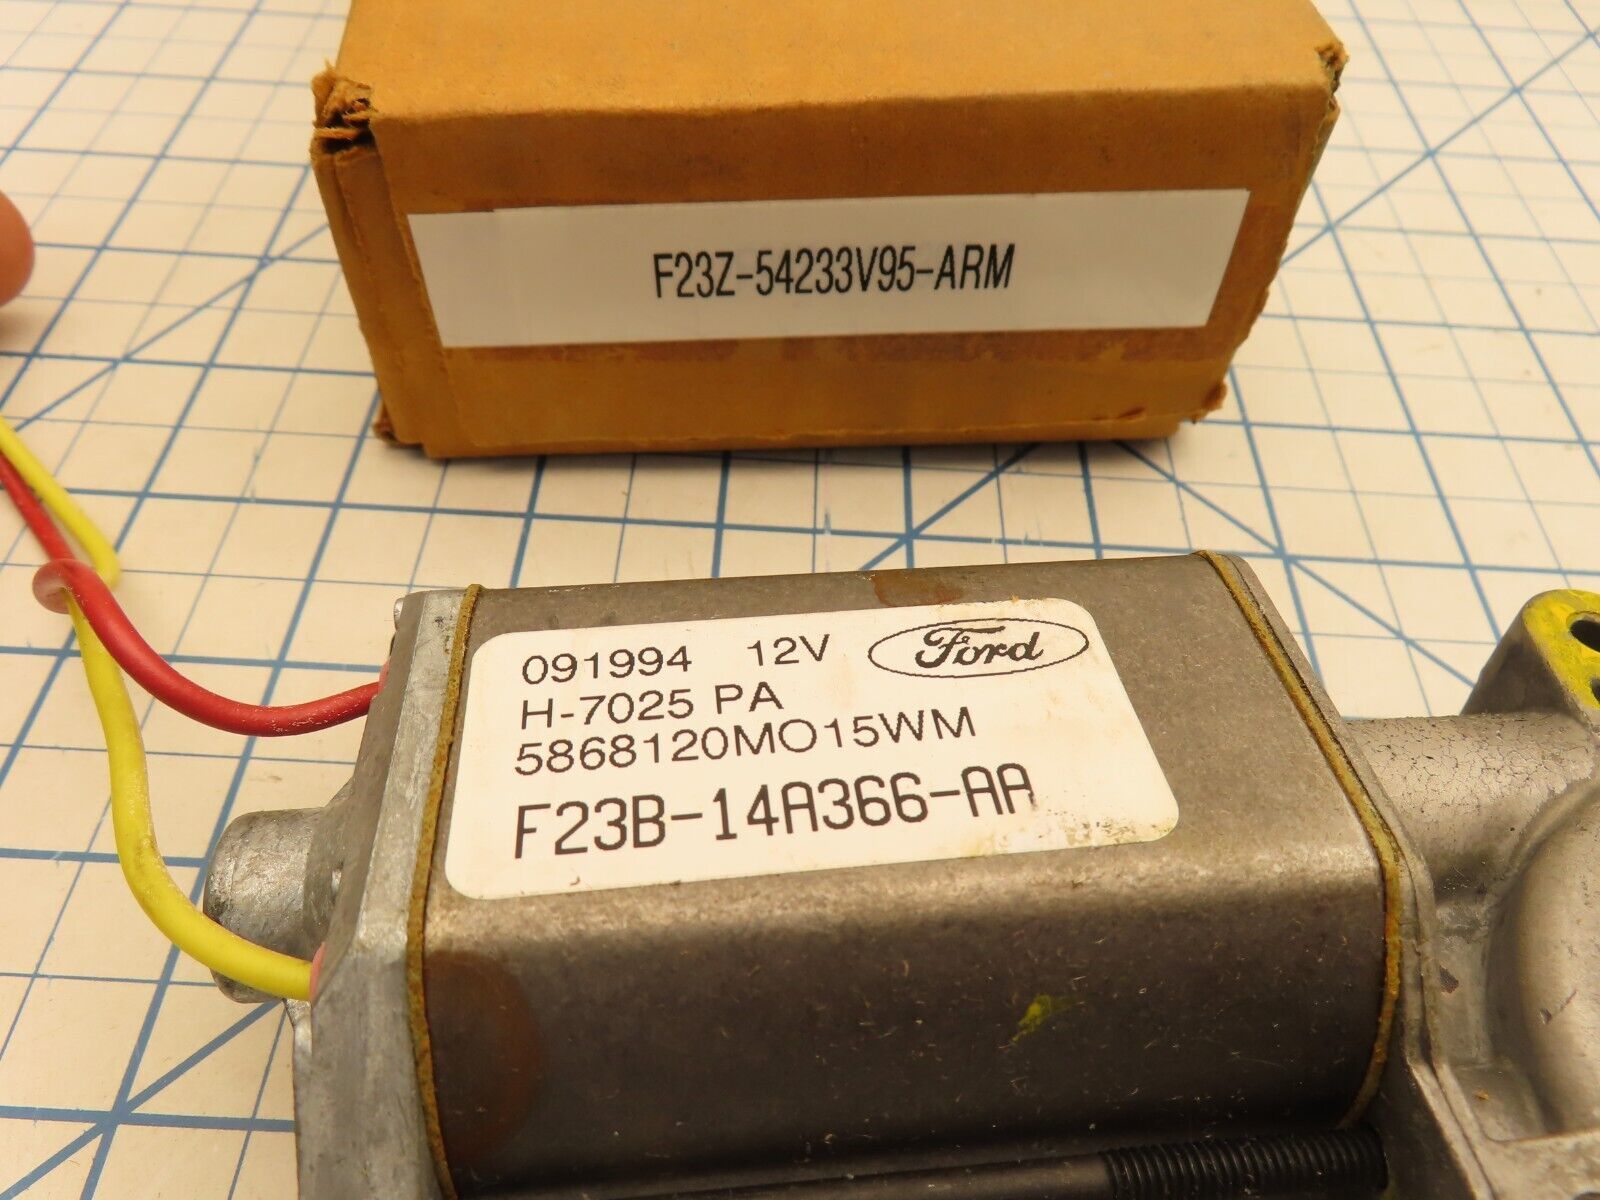 F23Z-54233V95-ARM
091994 12V Ford
H-7025 PA
5868120MO15WM
F23B-14A366-AA